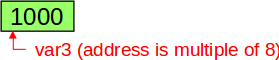 1000
var3 (address is multiple of 8)